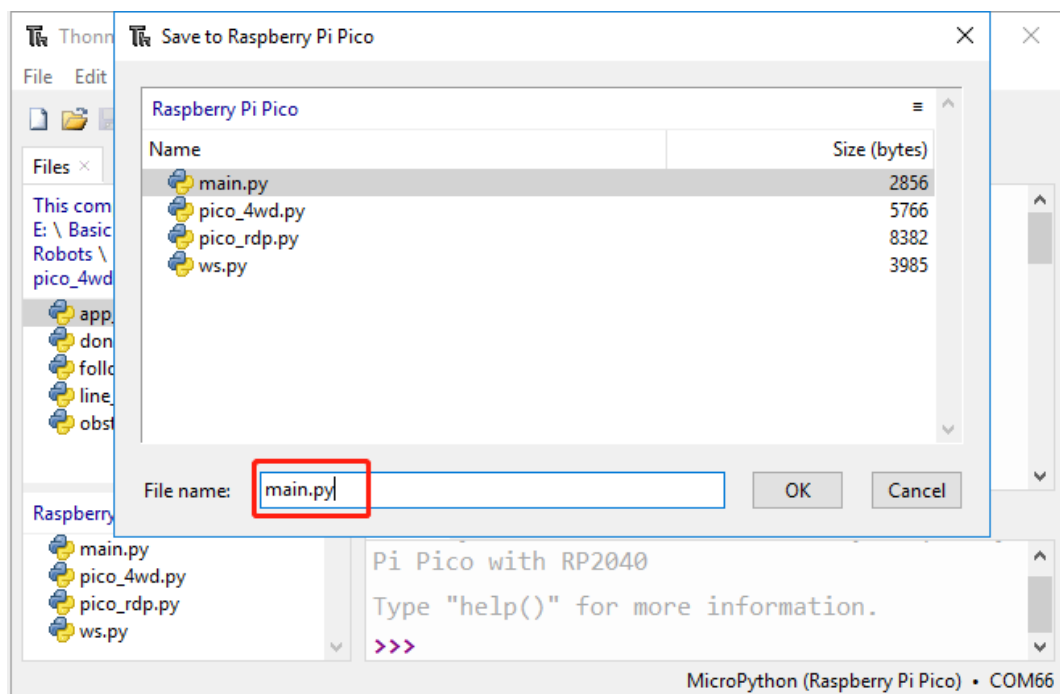 Thonn
Save to Raspberry Pi Pico
File Edit
Raspberry Pi Pico
Name Size (bytes)
main.py 2856
pico_4wd.py 5766
pico_rdp.py 8382
ws.py 3985
File name: main.py OK Cancel
Files
This com
E: \ Basic
Robots \
pico_4wd
app_
don
follo
line_
obst
Raspberry
main.py
pico_4wd.py
pico_rdp.py
ws.py
Pi Pico with RP2040
Type "help()" for more information.
>>>
MicroPython (Raspberry Pi Pico) • COM66